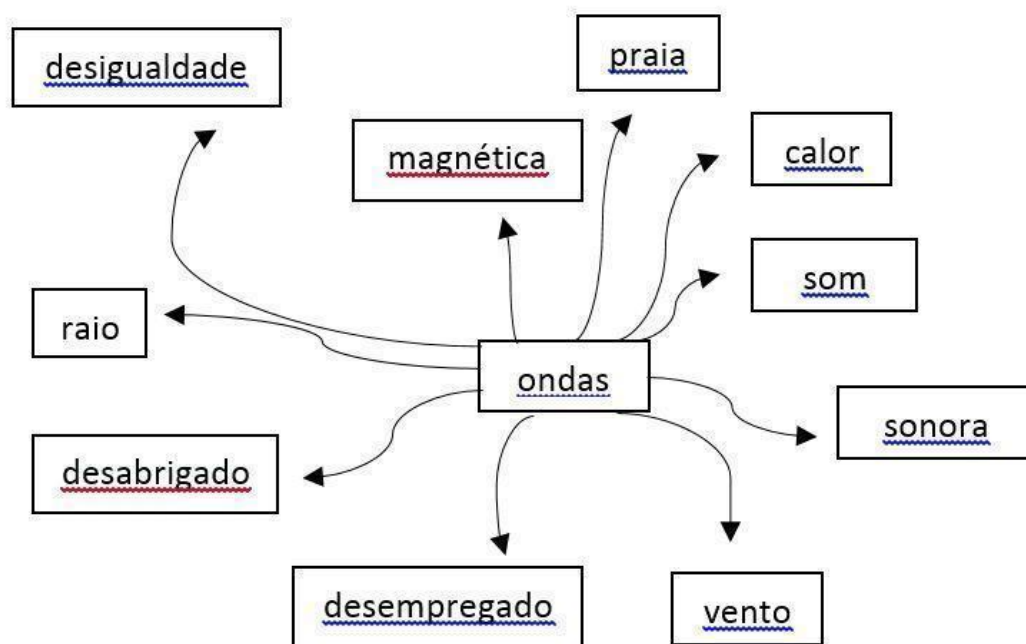 praia
desigualdade
magnética
calor
som
raio
ondas
sonora
desabrigado
desempregado
vento